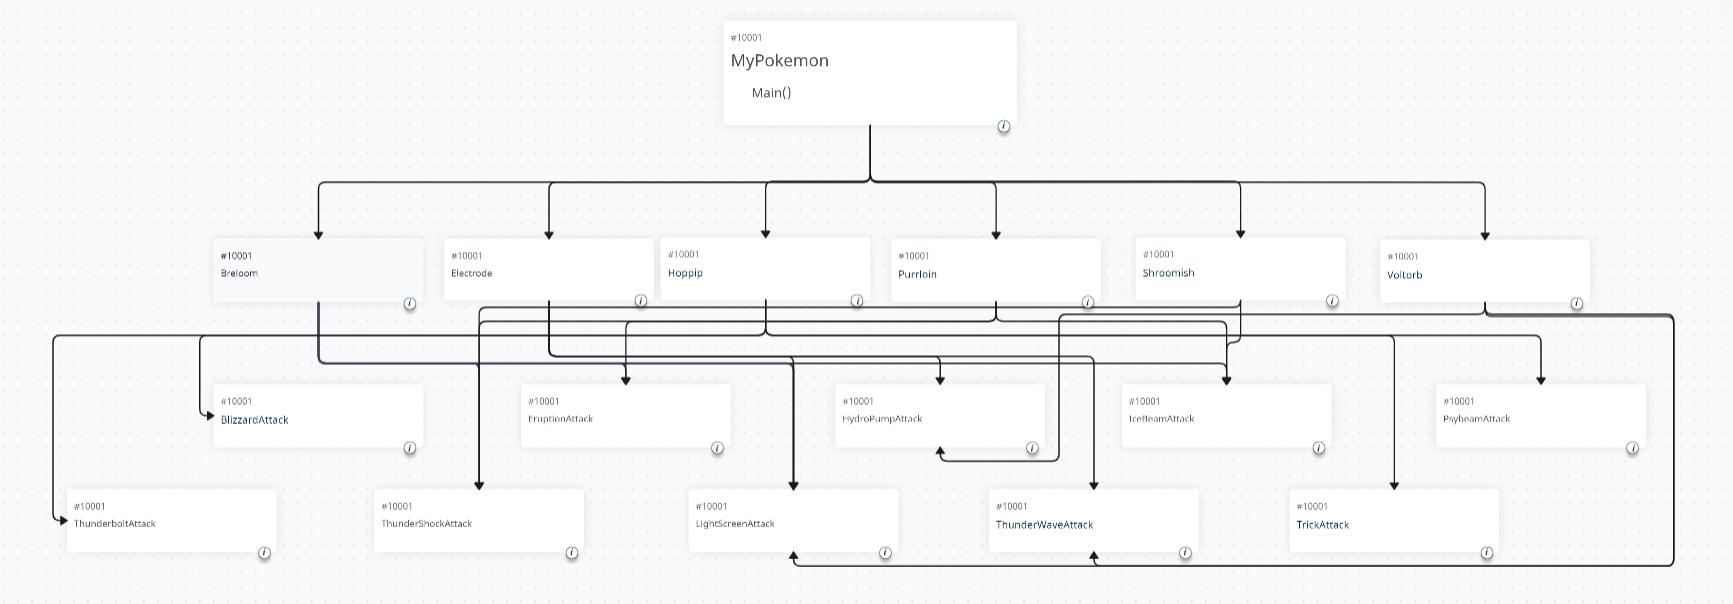 #10001
MyPokemon
Main()
#10001
Breloom
#10001
Electrode
#10001
Hoppip
#10001
Purrloin
#10001
Shroomish
#10001
Voltorb
#10001
BlizzardAttack
#10001
EruptionAttack
#10001
HydroPumpAttack
#10001
IceBeamAttack
#10001
PsybeamAttack
#10001
ThunderboltAttack
#10001
ThunderShockAttack
#10001
LightScreenAttack
#10001
ThunderWaveAttack
#10001
TrickAttack